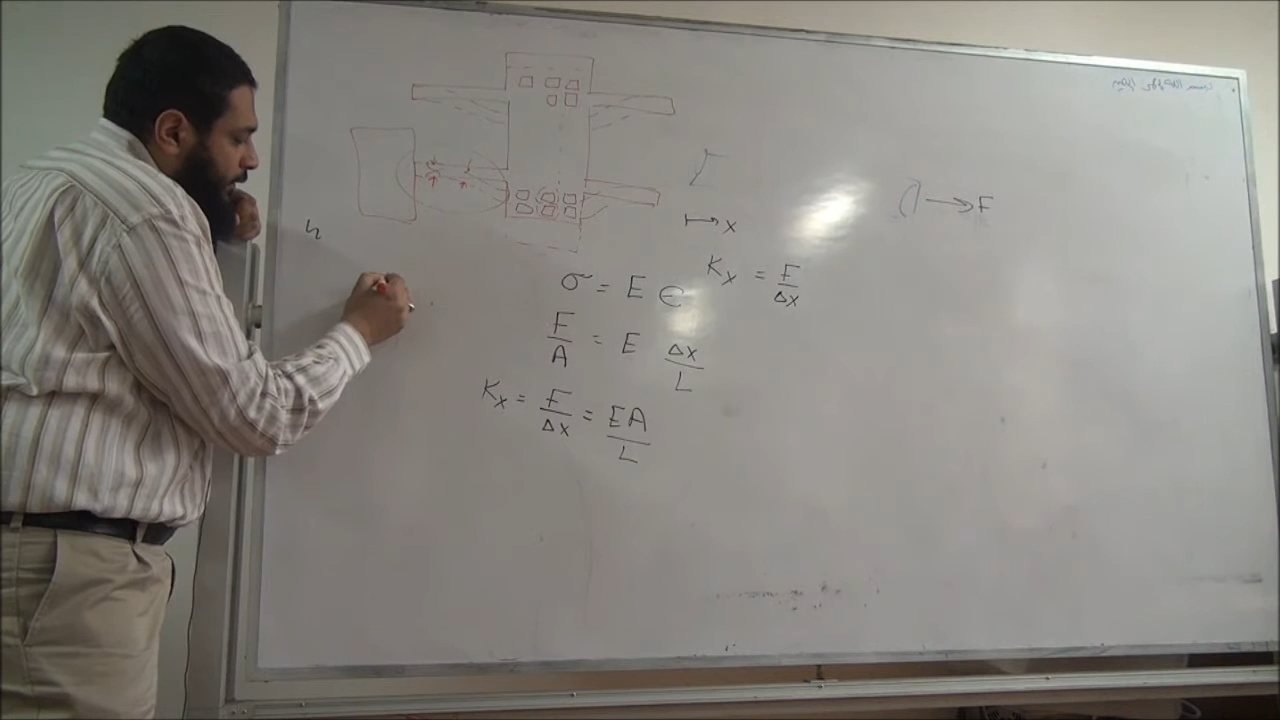 F
x
h
Kx = F/Δx
σ = E ϵ
F/A = E Δx/L
Kx = F/Δx = EA/L